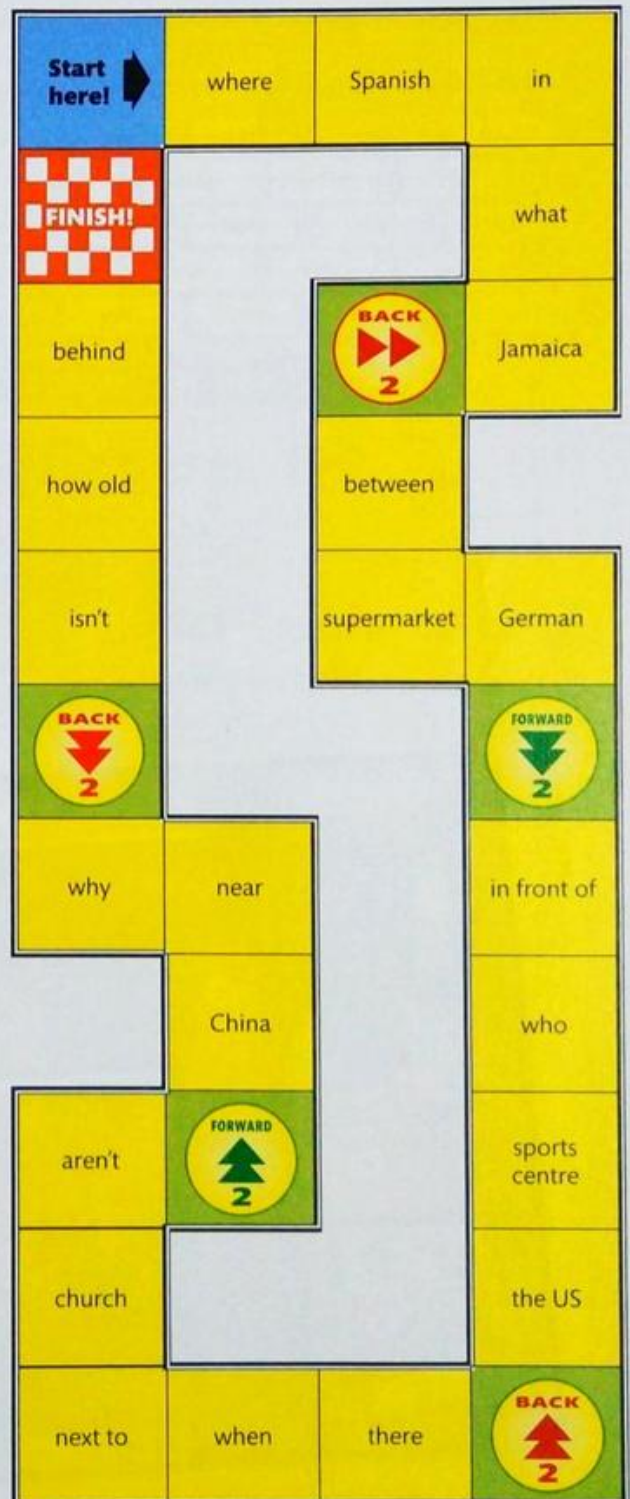 Start
here!
where
Spanish
in
FINISH!
what
behind
BACK
2
Jamaica
how old
between
isn't
supermarket
German
BACK
2
FORWARD
2
why
near
in front of
China
who
aren't
FORWARD
2
sports
centre
church
the US
next to
when
there
BACK
2